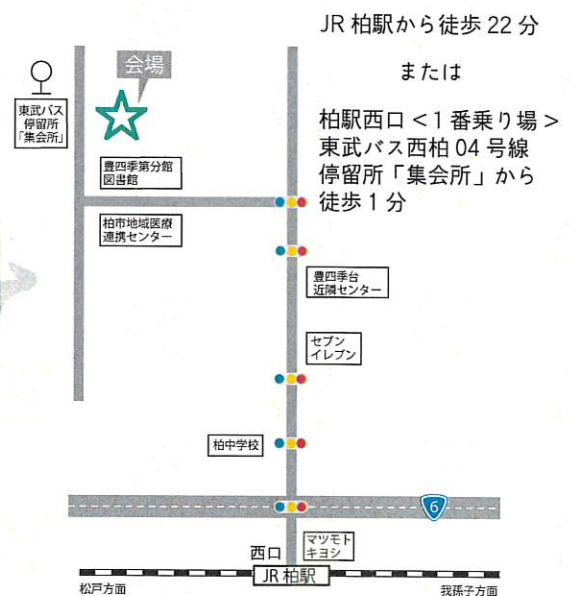 JR 柏駅から徒歩 22 分
または
柏駅西口 < 1 番乗り場 >
東武バス西柏 04 号線
停留所「集会所」から
徒歩 1 分
会場
東武バス
停留所
「集会所」
豊四季第分館
図書館
柏市地域医療
連携センター
豊四季台
近隣センター
セブン
イレブン
柏中学校
6
マツモト
キヨシ
西口
JR 柏駅
松戸方面
我孫子方面